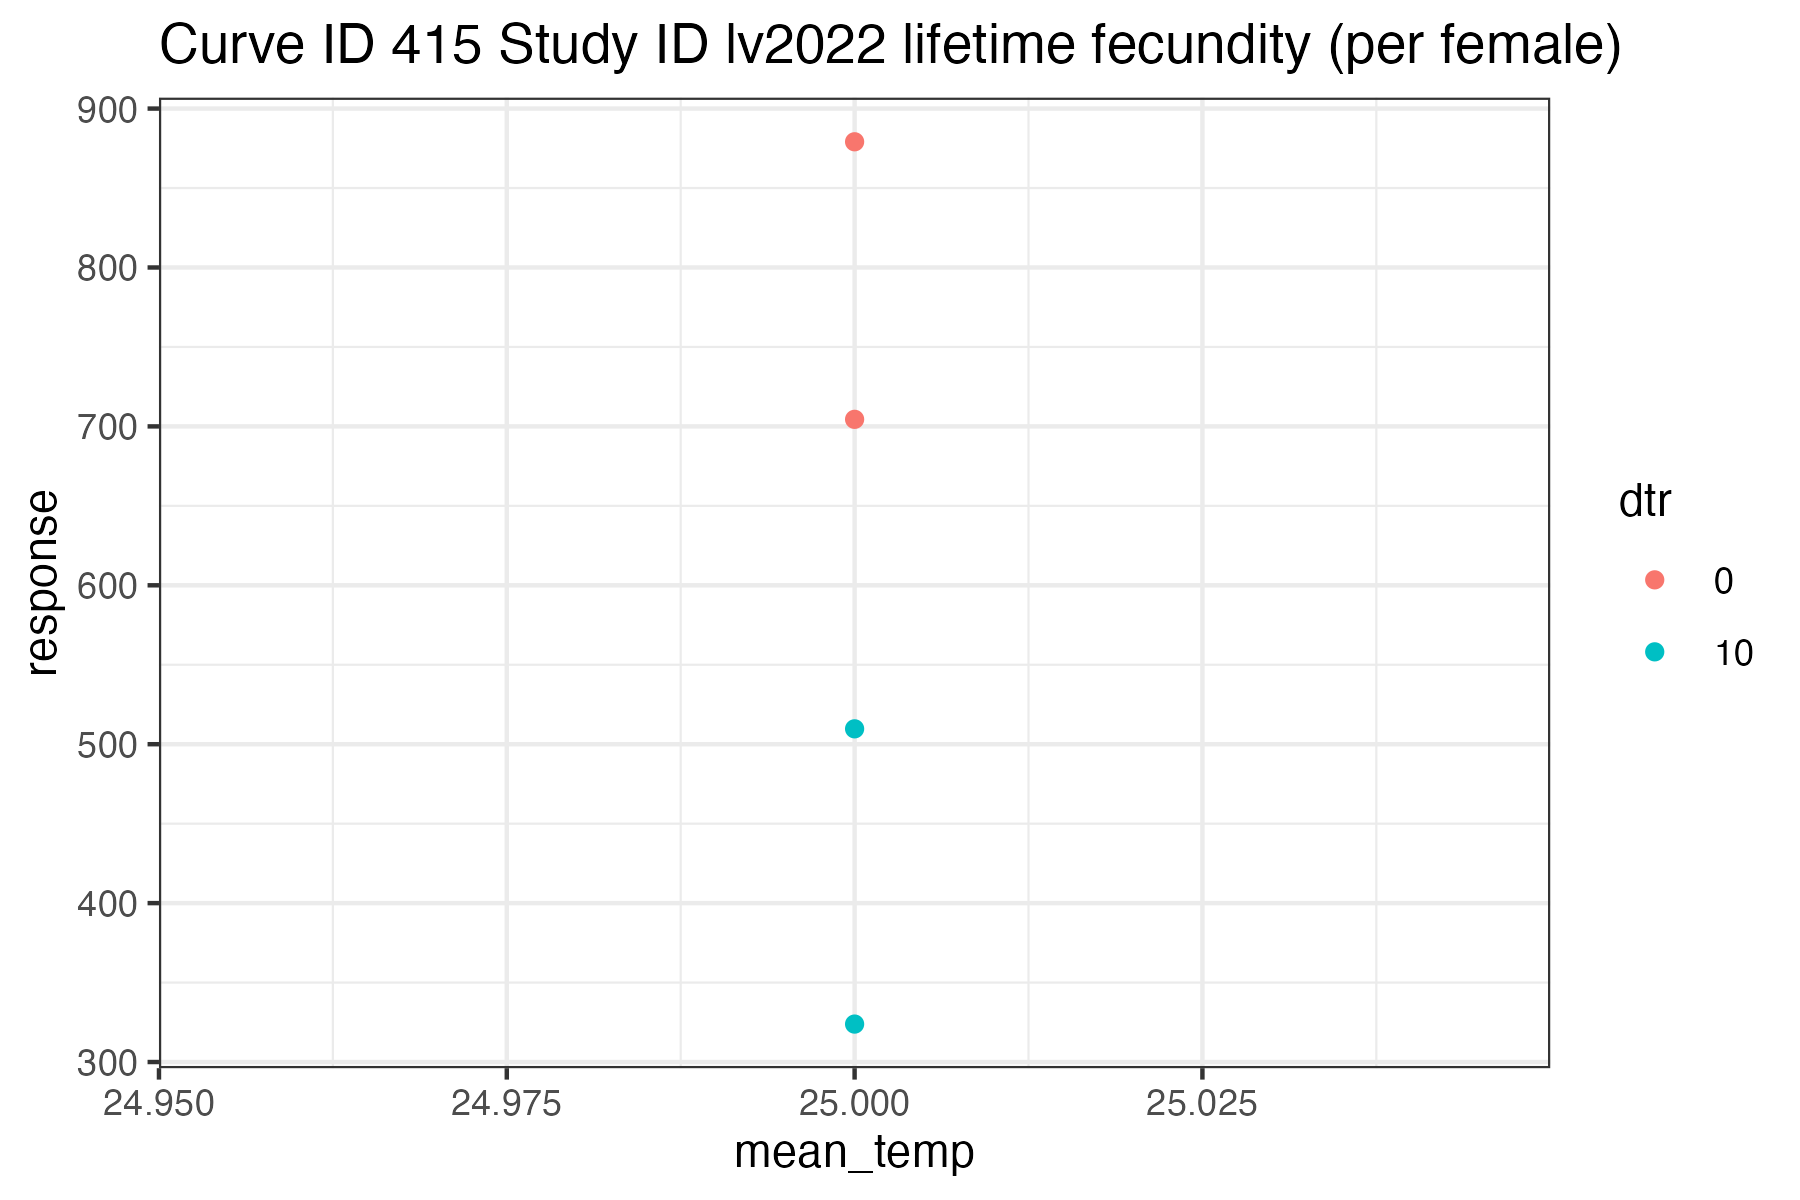 Curve ID 415 Study ID lv2022 lifetime fecundity (per female)
900
800
700
600
500
400
300
response
24.950 24.975 25.000 25.025
mean_temp
dtr
0
10